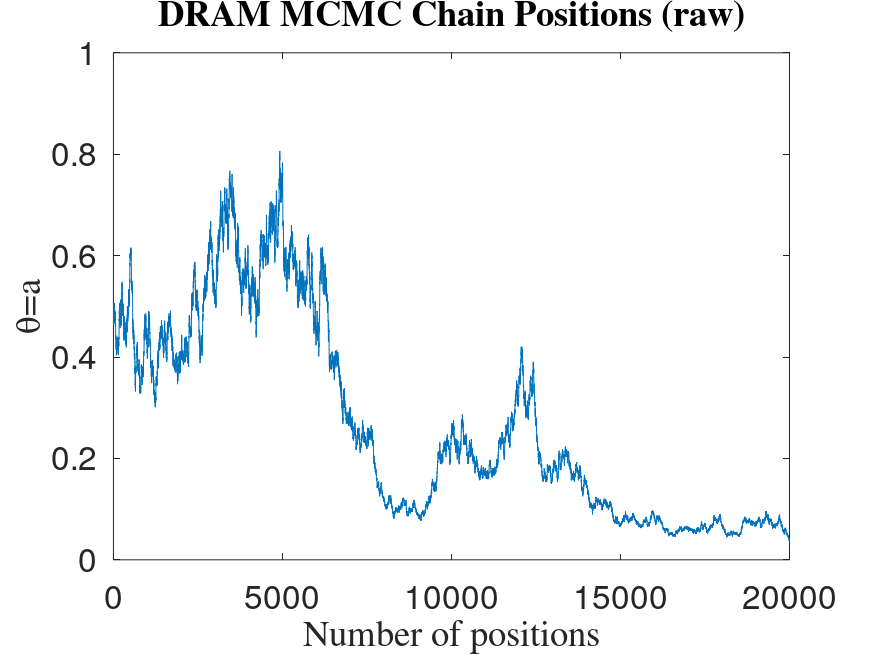 DRAM MCMC Chain Positions (raw)
1
0.8
0.6
0.4
0.2
0
θ=a
0 5000 10000 15000 20000
Number of positions